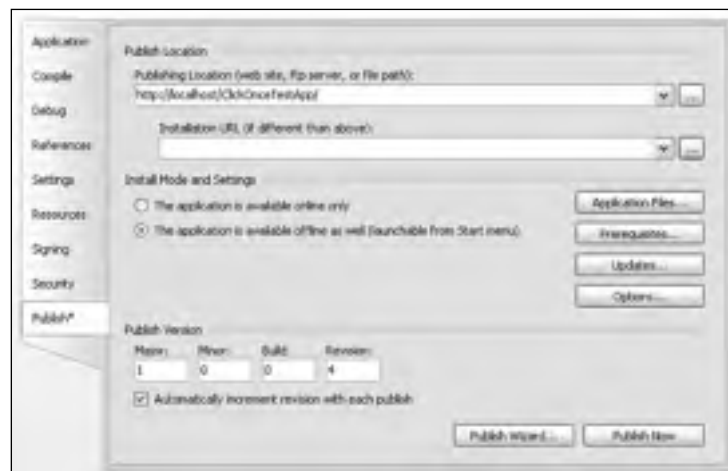 Application
Compile
Debug
References
Settings
Resources
Signing
Security
Publish*
Publish Location
Publishing Location (web site, ftp server, or file path):
http://localhost/ClickOnceTestApp/
...
Installation URL (if different than above):
...
Install Mode and Settings
The application is available online only
The application is available offline as well (launchable from Start menu)
Application Files...
Prerequisites...
Updates...
Options...
Publish Version
Major: Minor: Build: Revision:
1 0 0 4
Automatically increment revision with each publish
Publish Wizard... Publish Now